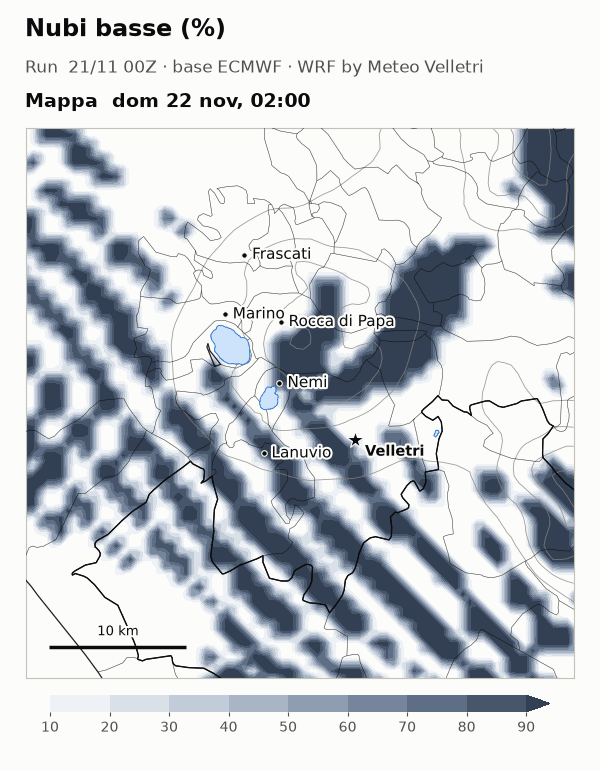 Nubi basse (%)
Run  21/11 00Z · base ECMWF · WRF by Meteo Velletri
Mappa  dom 22 nov, 02:00
Frascati
Marino
Rocca di Papa
Nemi
Velletri
Lanuvio
10 km
10 20 30 40 50 60 70 80 90